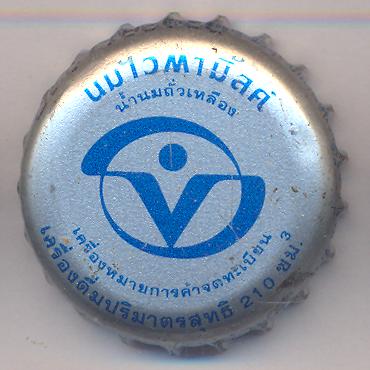 นมไวตามิ้ลค์
น้ำนมถั่วเหลือง
V
เครื่องหมายการค้าจดทะเบียน
เครื่องดื่มปริมาตรสุทธิ 210 ซม.3